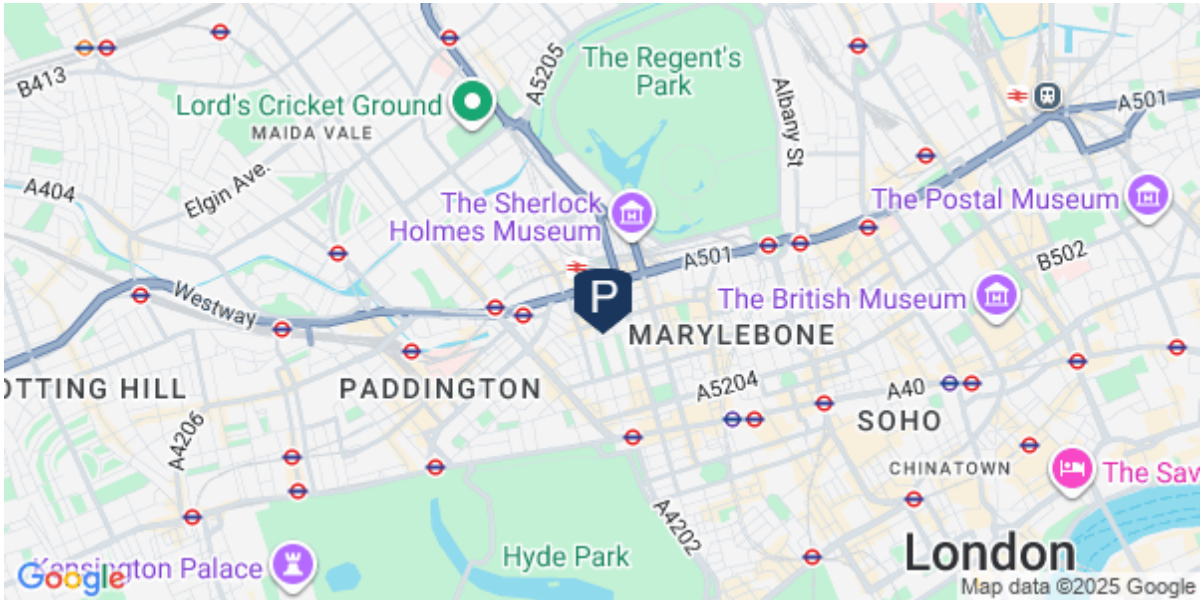 The Regent's
Park
A5205
B413
Lord's Cricket Ground
MAIDA VALE
Albany St
A501
Elgin Ave.
A404
The Sherlock
Holmes Museum
The Postal Museum
A501
B502
Westway
P
The British Museum
MARYLEBONE
OTTING HILL
PADDINGTON
A5204
A40
SOHO
A4206
CHINATOWN
The Sav
A4202
Hyde Park
London
Kensington Palace
Google
Map data ©2025 Google